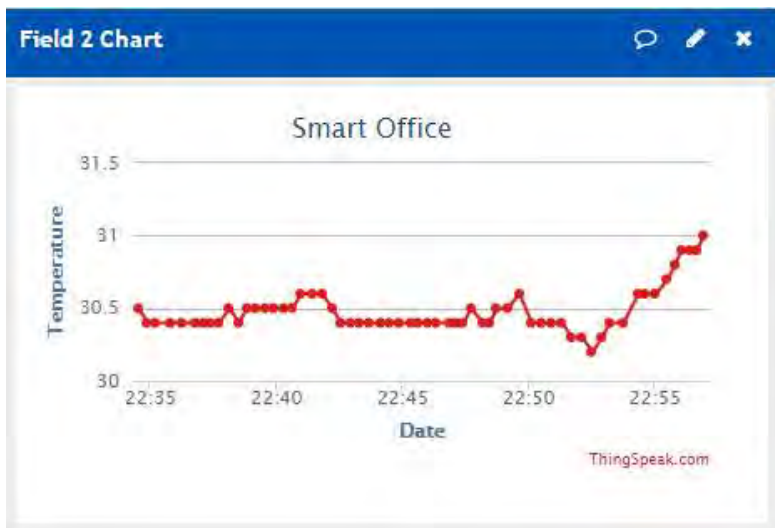 Field 2 Chart
Smart Office
31.5
31
30.5
30
Temperature
22:35 22:40 22:45 22:50 22:55
Date
ThingSpeak.com